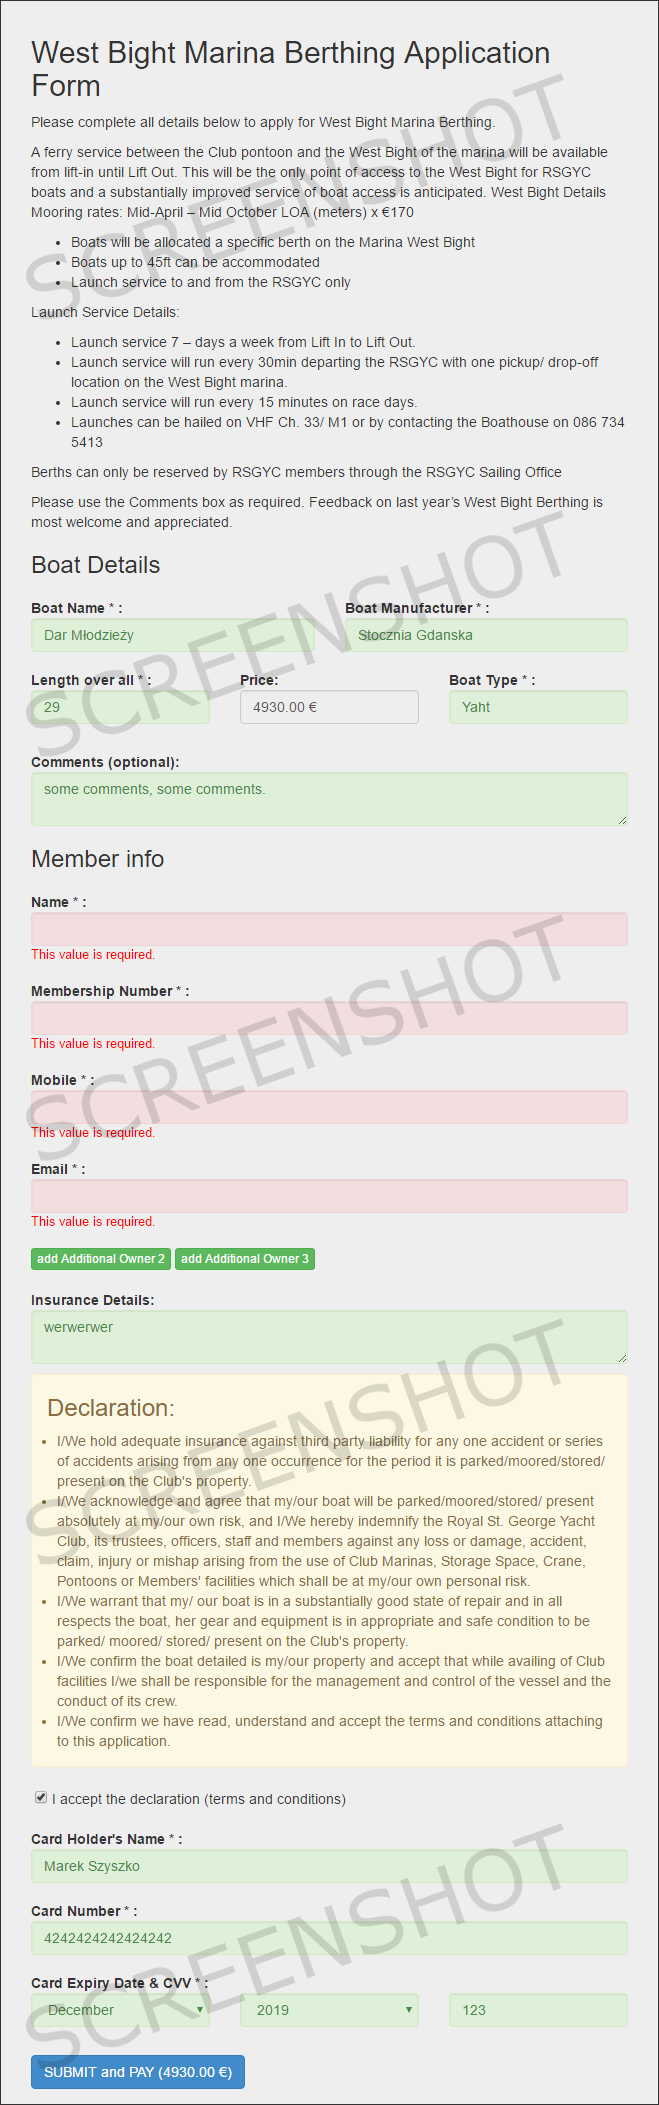 West Bight Marina Berthing Application
Form
Please complete all details below to apply for West Bight Marina Berthing.
A ferry service between the Club pontoon and the West Bight of the marina will be available
from lift-in until Lift Out. This will be the only point of access to the West Bight for RSGYC
boats and a substantially improved service of boat access is anticipated. West Bight Details
Mooring rates: Mid-April – Mid October LOA (meters) x €170
• Boats will be allocated a specific berth on the Marina West Bight
• Boats up to 45ft can be accommodated
• Launch service to and from the RSGYC only
SCREENSHOT
Launch Service Details:
• Launch service 7 – days a week from Lift In to Lift Out.
• Launch service will run every 30min departing the RSGYC with one pickup/ drop-off
location on the West Bight marina.
• Launch service will run every 15 minutes on race days.
• Launches can be hailed on VHF Ch. 33/ M1 or by contacting the Boathouse on 086 734
5413
Berths can only be reserved by RSGYC members through the RSGYC Sailing Office
Please use the Comments box as required. Feedback on last year’s West Bight Berthing is
most welcome and appreciated.
Boat Details
Boat Name * : Boat Manufacturer * :
Dar Młodzieży Stocznia Gdanska
SCREENSHOT
Length over all * : Price: Boat Type * :
29 4930.00 € Yaht
Comments (optional):
some comments, some comments.
Member info
Name * :
This value is required.
Membership Number * :
This value is required.
SCREENSHOT
Mobile * :
This value is required.
Email * :
This value is required.
add Additional Owner 2 add Additional Owner 3
Insurance Details:
werwerwer
Declaration:
• I/We hold adequate insurance against third party liability for any one accident or series
of accidents arising from any one occurrence for the period it is parked/moored/stored/
present on the Club's property.
• I/We acknowledge and agree that my/our boat will be parked/moored/stored/ present
absolutely at my/our own risk, and I/We hereby indemnify the Royal St. George Yacht
Club, its trustees, officers, staff and members against any loss or damage, accident,
claim, injury or mishap arising from the use of Club Marinas, Storage Space, Crane,
Pontoons or Members' facilities which shall be at my/our own personal risk.
• I/We warrant that my/ our boat is in a substantially good state of repair and in all
respects the boat, her gear and equipment is in appropriate and safe condition to be
parked/ moored/ stored/ present on the Club's property.
• I/We confirm the boat detailed is my/our property and accept that while availing of Club
facilities I/we shall be responsible for the management and control of the vessel and the
conduct of its crew.
• I/We confirm we have read, understand and accept the terms and conditions attaching
to this application.
SCREENSHOT
I accept the declaration (terms and conditions)
Card Holder's Name * :
Marek Szyszko
Card Number * :
4242424242424242
SCREENSHOT
Card Expiry Date & CVV * :
December 2019 123
SUBMIT and PAY (4930.00 €)